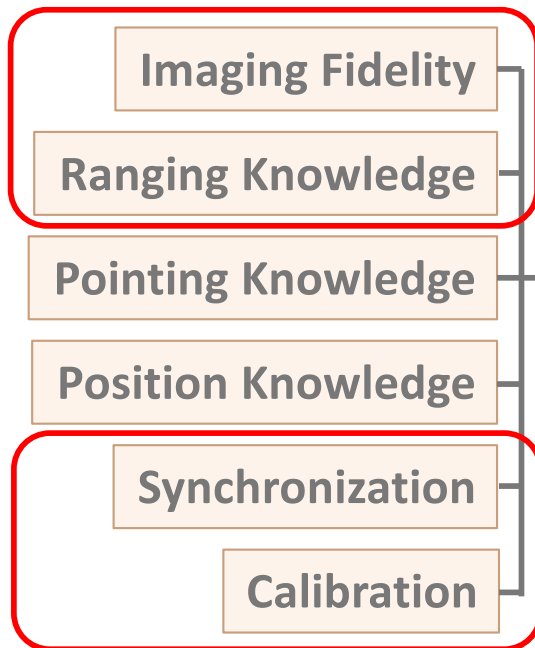 Imaging Fidelity
Ranging Knowledge
Pointing Knowledge
Position Knowledge
Synchronization
Calibration